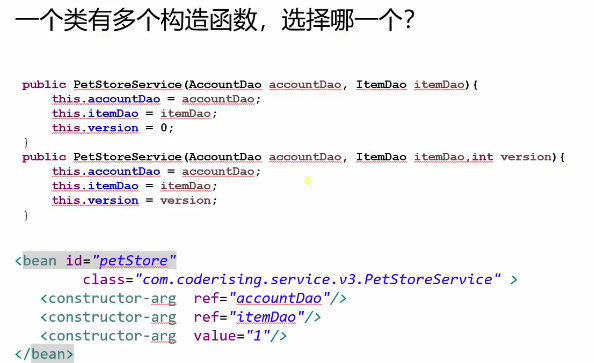 一个类有多个构造函数，选择哪一个？
public PetStoreService(AccountDao accountDao, ItemDao itemDao){
this.accountDao = accountDao;
this.itemDao = itemDao;
this.version = 0;
}
public PetStoreService(AccountDao accountDao, ItemDao itemDao,int version){
this.accountDao = accountDao;
this.itemDao = itemDao;
this.version = version;
}
<bean id="petStore"
class="com.coderising.service.v3.PetStoreService" >
<constructor-arg ref="accountDao"/>
<constructor-arg ref="itemDao"/>
<constructor-arg value="1"/>
</bean>